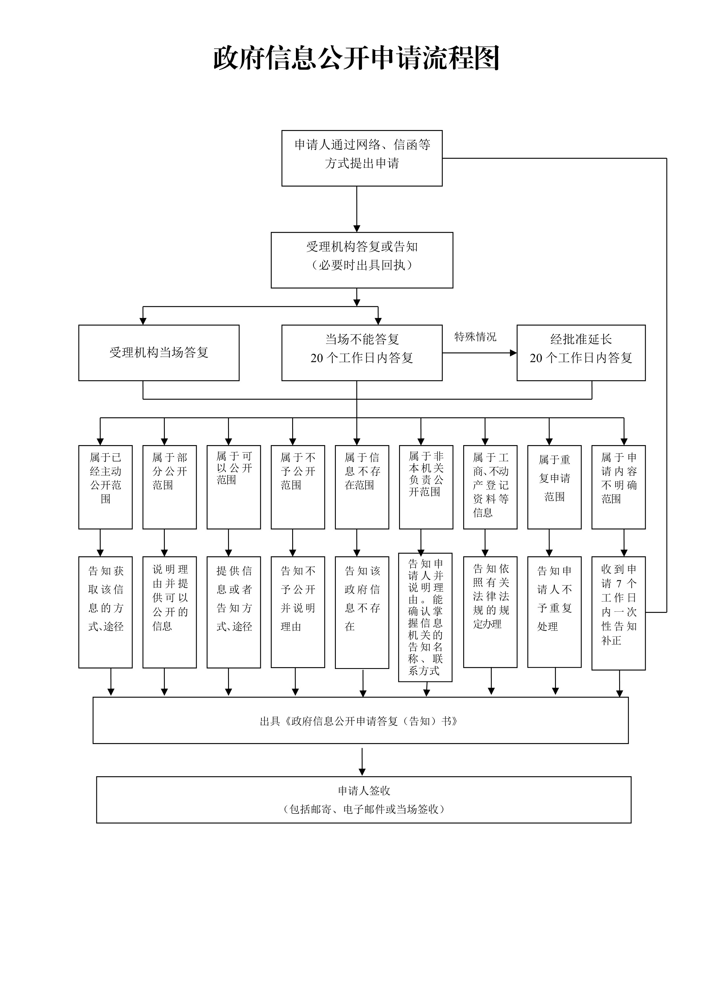 政府信息公开申请流程图
申请人通过网络、信函等
方式提出申请
受理机构答复或告知
（必要时出具回执）
受理机构当场答复
当场不能答复
20 个工作日内答复
特殊情况
经批准延长
20 个工作日内答复
属于已
经主动
公开范
围
属于部
分公开
范围
属于可
以公开
范围
属于不
予公开
范围
属于信
息不存
在范围
属于非
本机关
负责公
开范围
属于工
商、不动
产登记
资料等
信息
属于重
复申请
范围
属于申
请内容
不明确
范围
告知获
取该信
息的方
式、途径
说明理
由并提
供可以
公开的
信息
提供信
息或者
告知方
式、途径
告知不
予公开
并说明
理由
告知该
政府信
息不存
在
告知申
请人并
说明理
由。能
确认掌
握信息
机关的
告知名
称、联
系方式
告知依
照有关
法律法
规的规
定办理
告知申
请人不
予重复
处理
收到申
请 7 个
工作日
内一次
性告知
补正
出具《政府信息公开申请答复（告知）书》
申请人签收
（包括邮寄、电子邮件或当场签收）